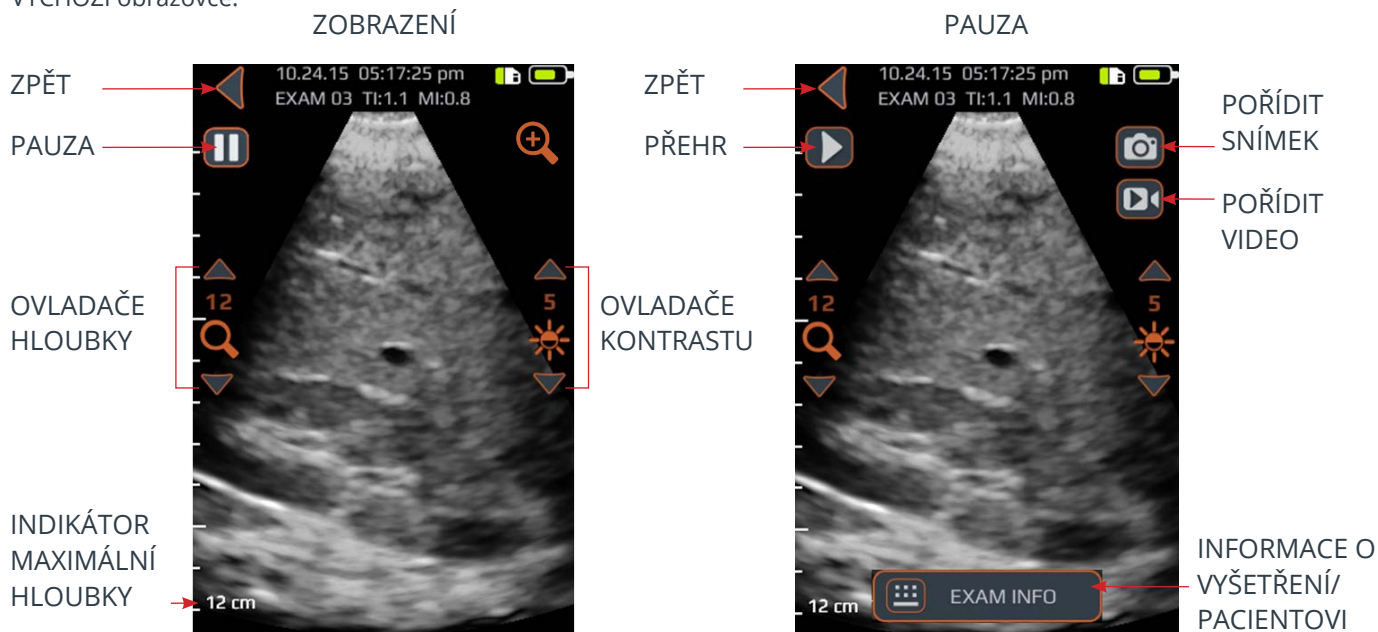 VÝCHOZÍ obrazovce.
ZOBRAZENÍ
ZPĚT
PAUZA
OVLADAČE
HLOUBKY
INDIKÁTOR
MAXIMÁLNÍ
HLOUBKY
10.24.15 05:17:25 pm
EXAM 03 TI:1.1 MI:0.8
12
5
12 cm
OVLADAČE
KONTRASTU
PAUZA
ZPĚT
PŘEHR
10.24.15 05:17:25 pm
EXAM 03 TI:1.1 MI:0.8
12
5
12 cm
EXAM INFO
POŘÍDIT
SNÍMEK
POŘÍDIT
VIDEO
INFORMACE O
VYŠETŘENÍ/
PACIENTOVI